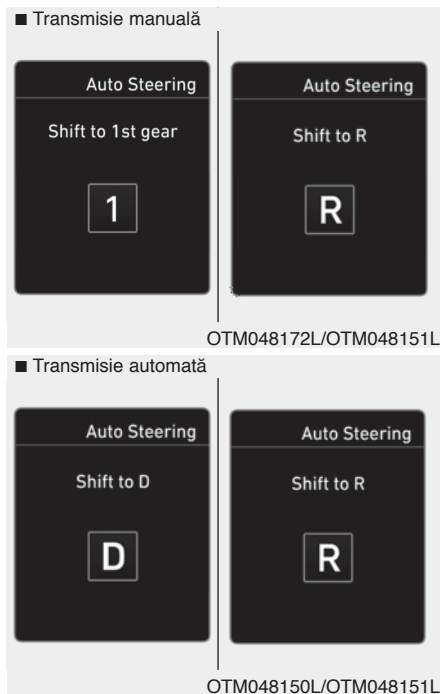 ■ Transmisie manuală
Auto Steering
Shift to 1st gear
1
Auto Steering
Shift to R
R
OTM048172L/OTM048151L
■ Transmisie automată
Auto Steering
Shift to D
D
Auto Steering
Shift to R
R
OTM048150L/OTM048151L